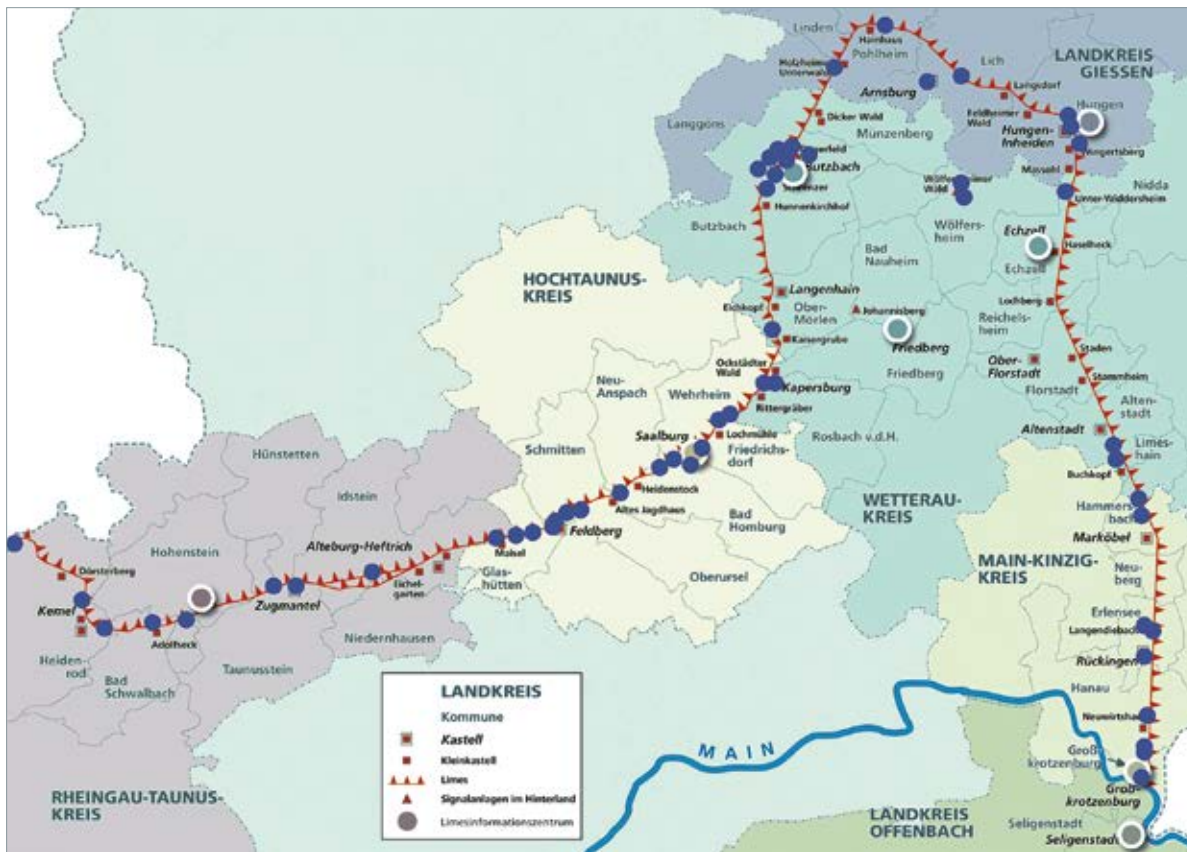 Linden
Hainhaus
Pohlheim
Lich
LANDKREIS
GIESSEN
Holzheimer
Unterwald
Arnsburg
Langsdorf
Hungen
Feldheimer
Wald
Hungen-
Inheiden
Langgöns
Dicker Wald
Münzenberg
Wingertsberg
Massohl
Butzbach
Wölfersheimer
Wald
Nidda
Unter-Widdersheim
Hunnenkirchhof
Butzbach
Wölfers-
heim
Echzell
Haselheck
Echzell
Bad
Nauheim
HOCHTAUNUS-
KREIS
Langenhain
Eichkopf
Ober-
Mörlen
Johannisberg
Lochberg
Reichels-
heim
Kaisergrube
Friedberg
Staden
Ober-
Florstadt
Ockstädter
Wald
Friedberg
Stammheim
Florstadt
Neu-
Anspach
Wehrheim
Kapersburg
Rittergräber
Alten-
stadt
Altenstadt
Saalburg
Lochmühle
Rosbach v.d.H.
Limes-
hain
Schmitten
Friedrichs-
dorf
Buchkopf
Hünstetten
Heidenstock
Idstein
Altes Jagdhaus
WETTERAU-
KREIS
Hammers-
bach
Bad
Homburg
Feldberg
Marköbel
Alteburg-Heftrich
Maisel
Hohenstein
MAIN-KINZIG-
KREIS
Neu-
berg
Dörsterberg
Glas-
hütten
Eichel-
garten
Oberursel
Zugmantel
Kemel
Erlensee
Langendiebach
Adolfseck
Niedernhausen
Heiden-
rod
Bad
Schwalbach
Taunusstein
Rückingen
Hanau
LANDKREIS
Kommune
Kastell
Kleinkastell
Limes
Signalanlagen im Hinterland
Limesinformationszentrum
Neuwirtshaus
MAIN
Groß-
krotzenburg
RHEINGAU-TAUNUS-
KREIS
Groß-
krotzenburg
LANDKREIS
OFFENBACH
Seligenstadt
Seligenstadt